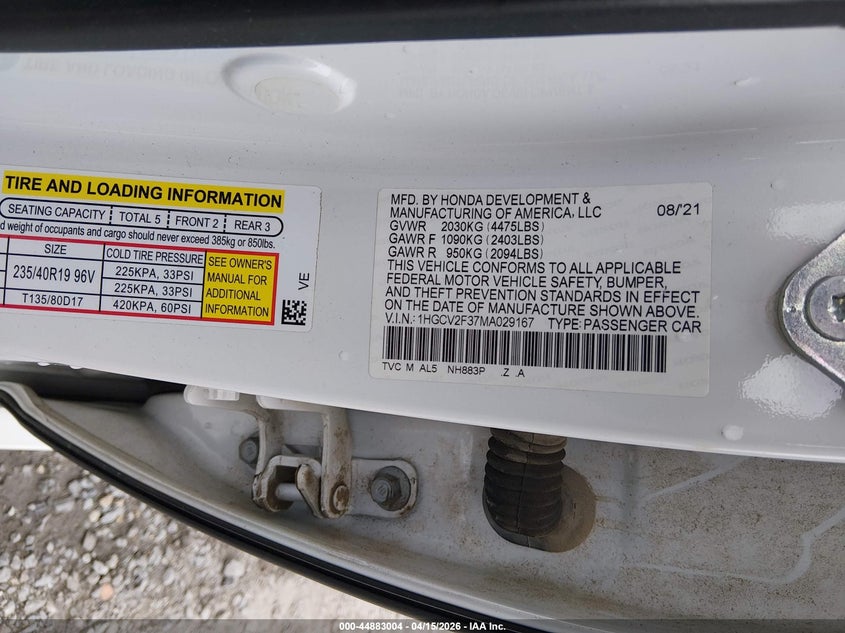 TIRE AND LOADING INFORMATION
SEATING CAPACITY TOTAL 5 FRONT 2 REAR 3
d weight of occupants and cargo should never exceed 385kg or 850lbs.
SIZE COLD TIRE PRESSURE
235/40R19 96V 225KPA, 33PSI
225KPA, 33PSI
T135/80D17 420KPA, 60PSI
SEE OWNER'S
MANUAL FOR
ADDITIONAL
INFORMATION
VE
MFD. BY HONDA DEVELOPMENT &
MANUFACTURING OF AMERICA, LLC 08/'21
GVWR 2030KG (4475LBS)
GAWR F 1090KG (2403LBS)
GAWR R 950KG (2094LBS)
THIS VEHICLE CONFORMS TO ALL APPLICABLE
FEDERAL MOTOR VEHICLE SAFETY, BUMPER,
AND THEFT PREVENTION STANDARDS IN EFFECT
ON THE DATE OF MANUFACTURE SHOWN ABOVE.
V.I.N.: 1HGCV2F37MA029167 TYPE: PASSENGER CAR
TVC M AL5 NH883P .Z .A
000-44883004 | 04/15/2026 | IAA Inc.